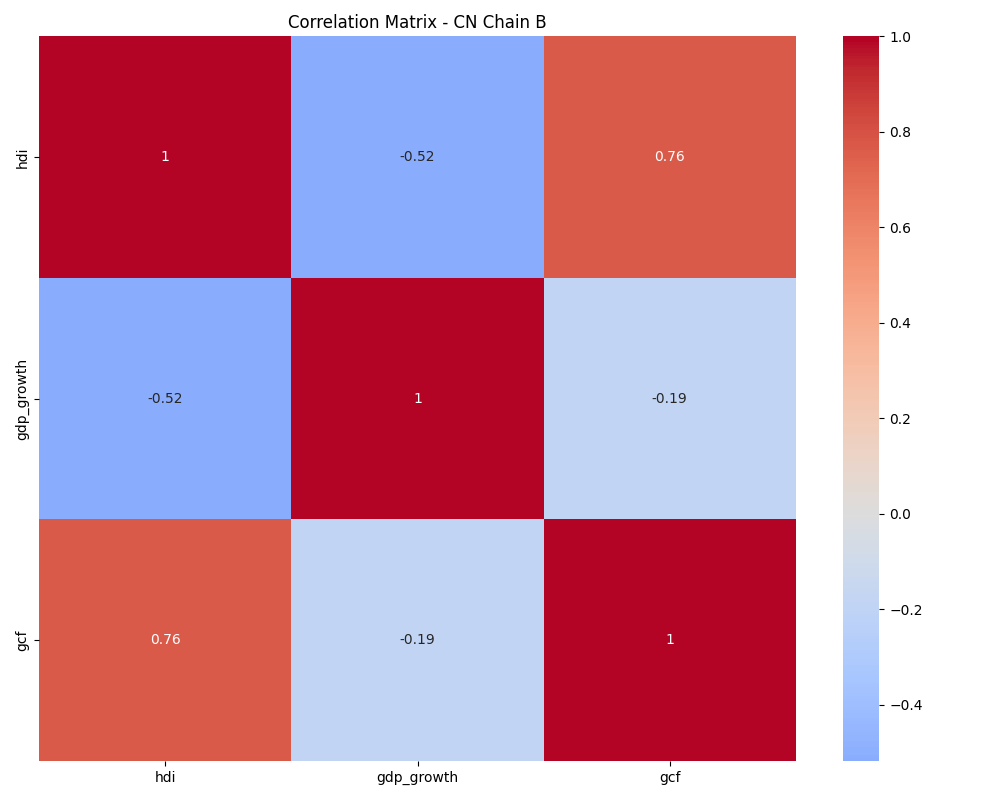 Correlation Matrix - CN Chain B
hdi
1
-0.52
0.76
gdp_growth
-0.52
1
-0.19
gcf
0.76
-0.19
1
hdi
gdp_growth
gcf
1.0
0.8
0.6
0.4
0.2
0.0
−0.2
−0.4